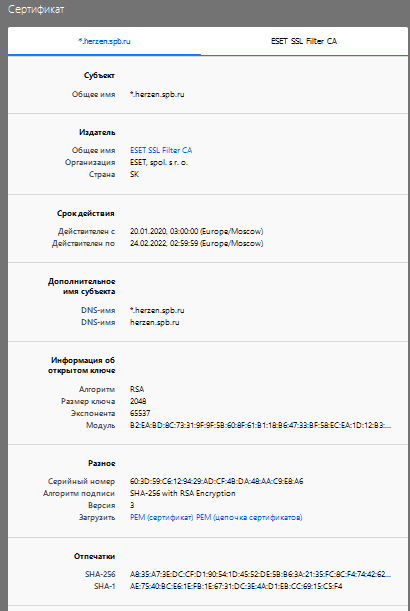 Сертификат
*.herzen.spb.ru
ESET SSL Filter CA
Субъект
Общее имя *.herzen.spb.ru
Издатель
Общее имя ESET SSL Filter CA
Организация ESET, spol. s r. o.
Страна SK
Срок действия
Действителен с 20.01.2020, 03:00:00 (Europe/Moscow)
Действителен по 24.02.2022, 02:59:59 (Europe/Moscow)
Дополнительное
имя субъекта
DNS-имя *.herzen.spb.ru
DNS-имя herzen.spb.ru
Информация об
открытом ключе
Алгоритм RSA
Размер ключа 2048
Экспонента 65537
Модуль B2:EA:BD:8C:73:31:9F:9F:5B:60:8F:61:B1:18:B6:47:33:BF:58:EC:EA:1D:12:B3:...
Разное
Серийный номер 60:3D:59:C6:12:94:29:AD:CF:4B:DA:48:AA:C9:E8:A6
Алгоритм подписи SHA-256 with RSA Encryption
Версия 3
Загрузить PEM (сертификат) PEM (цепочка сертификатов)
Отпечатки
SHA-256 A8:35:A7:3E:DC:CF:D1:90:54:1D:45:52:DE:5B:B6:3A:21:35:FC:8C:F4:74:42:62...
SHA-1 AE:75:40:BC:E6:1E:FB:1E:67:31:DC:3E:4A:D1:EB:CC:69:15:C5:F4